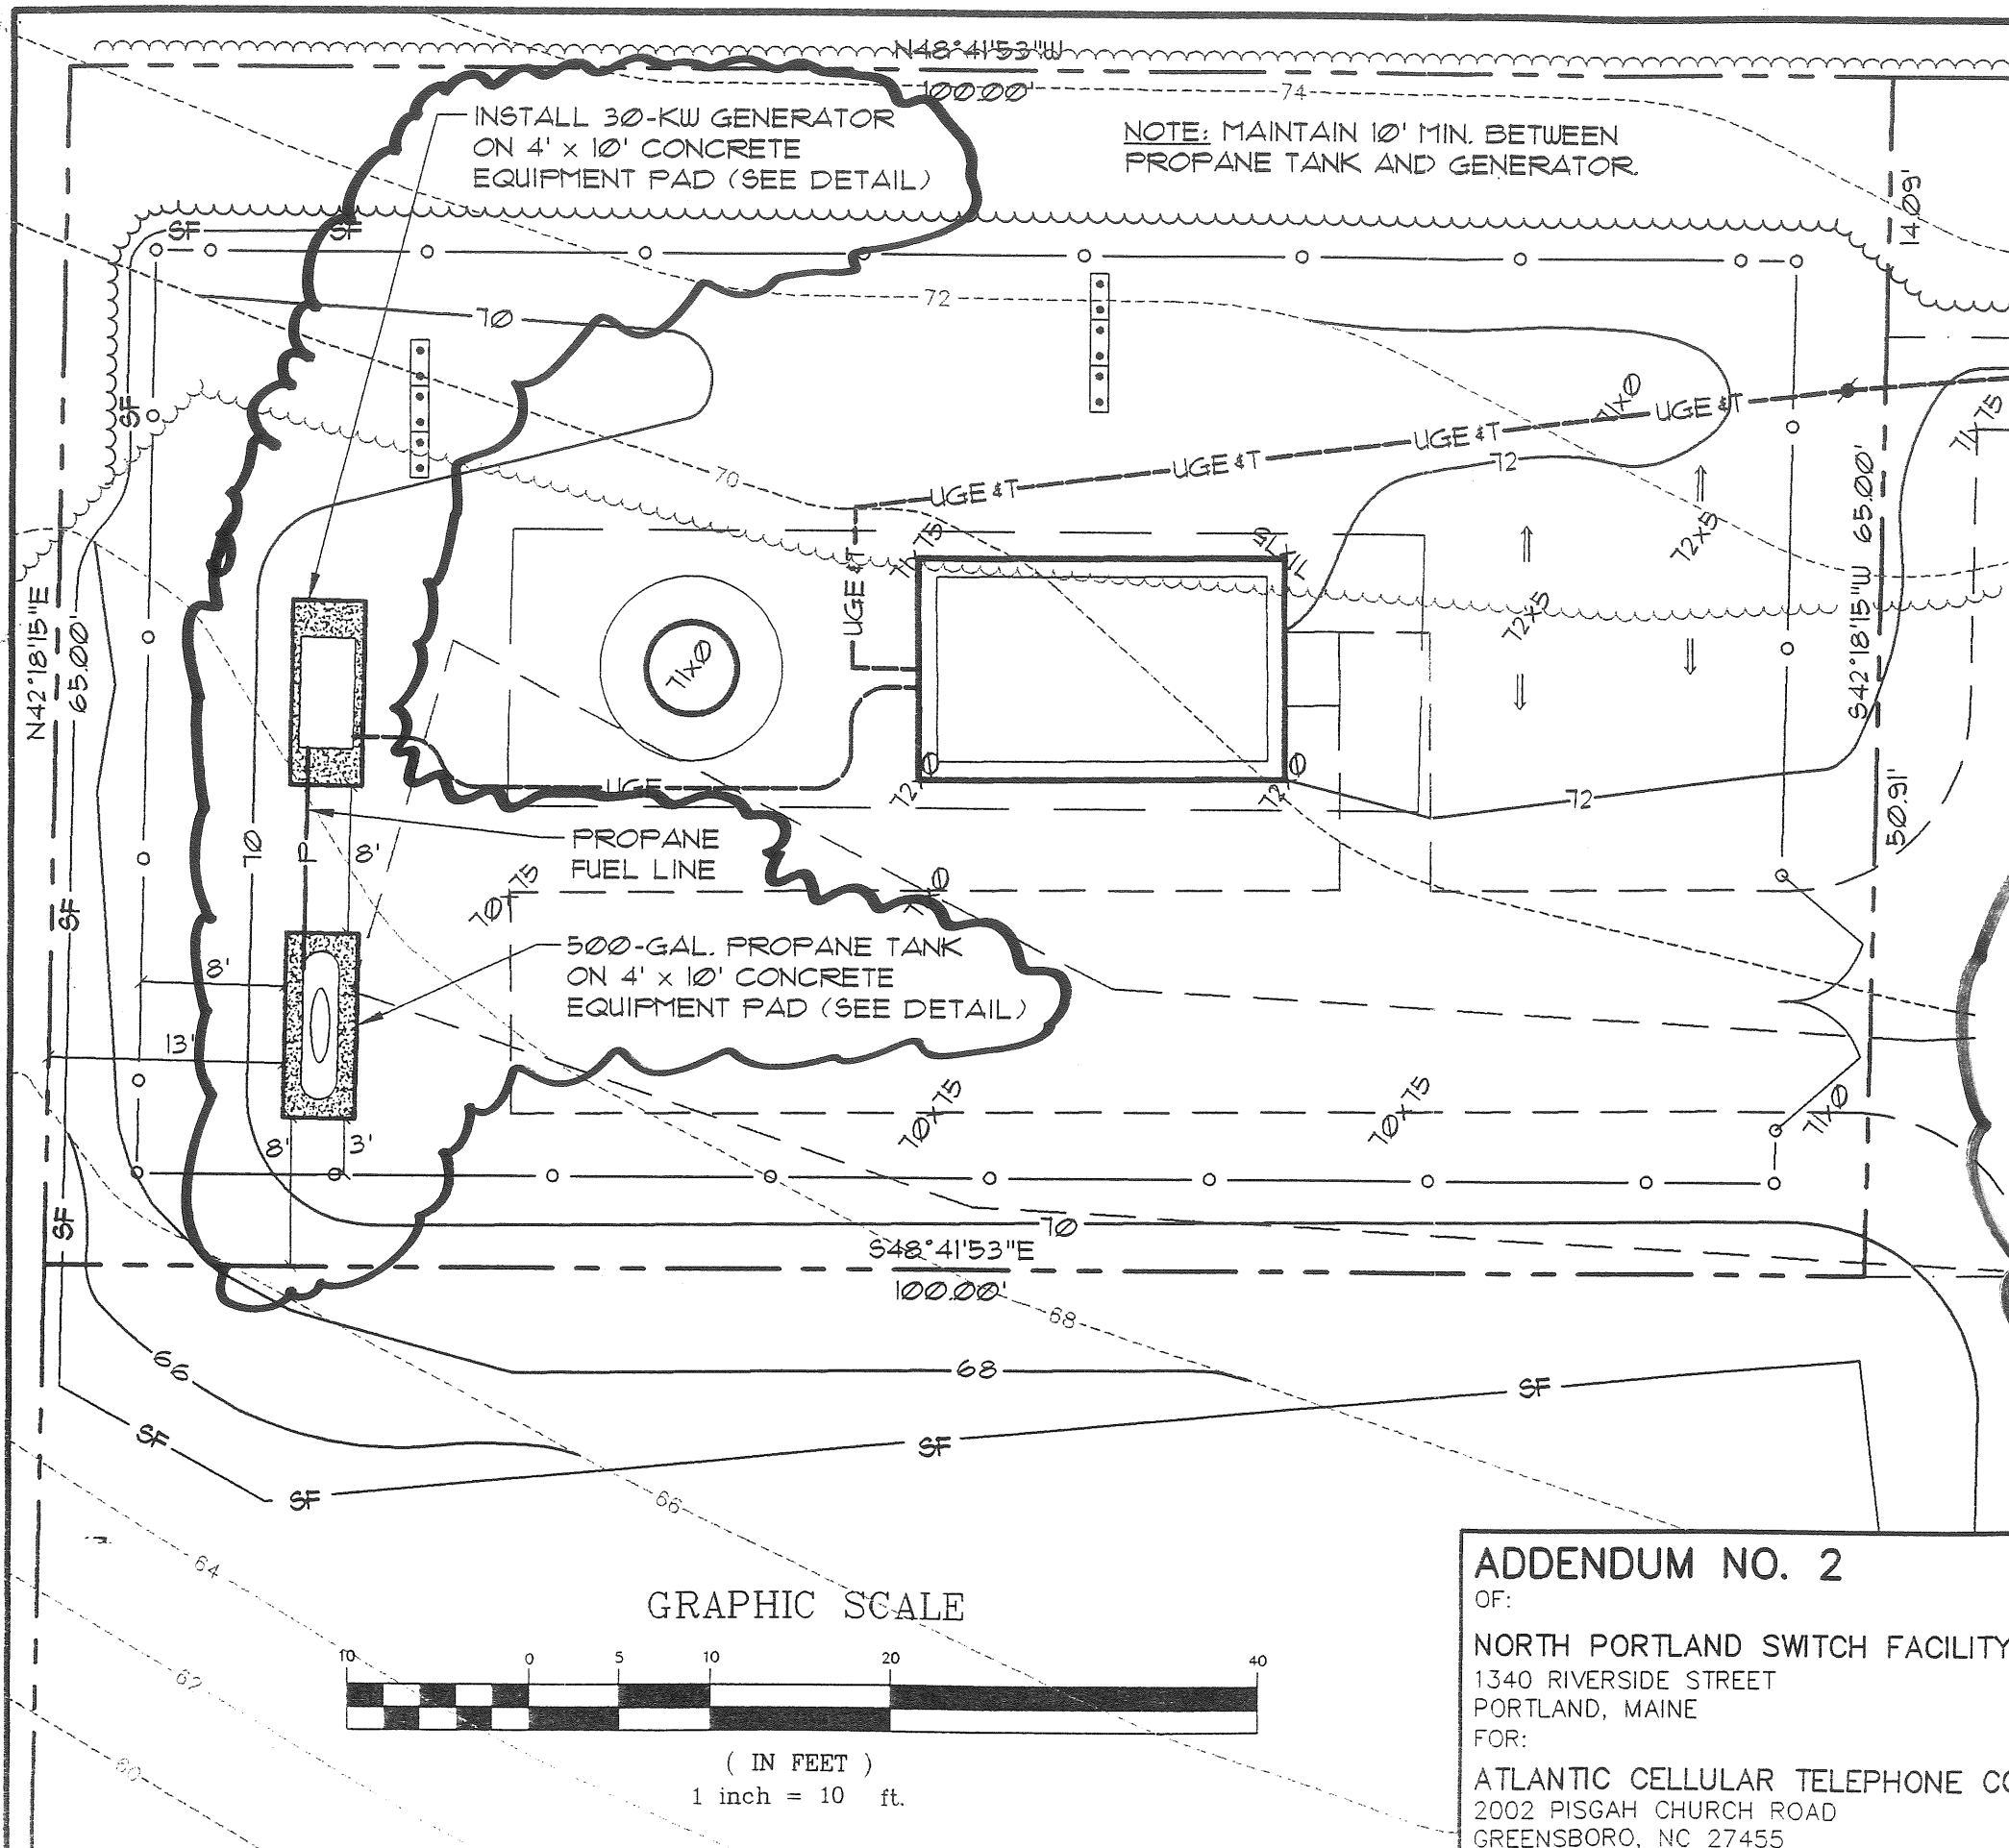 N48°41'53"W
100.00'
74
INSTALL 30-KW GENERATOR
ON 4' x 10' CONCRETE
EQUIPMENT PAD (SEE DETAIL)
NOTE: MAINTAIN 10' MIN. BETWEEN
PROPANE TANK AND GENERATOR.
14.09'
SF
SF
70
72
SF
71x0
UGE&T
UGE&T
UGE&T
UGE&T
71x75
72
70
72x5
72x5
UGE&T
N42°18'15"E
65.00'
S42°18'15"W 65.00'
71x0
UGE
72
0
72
0
72
50.91'
70
P
8'
PROPANE
FUEL LINE
70
75
0
SF
500-GAL. PROPANE TANK
ON 4' x 10' CONCRETE
EQUIPMENT PAD (SEE DETAIL)
8'
13'
8'
3'
70x75
70x75
71x0
SF
70
S48°41'53"E
100.00'
68
66
68
SF
SF
SF
SF
66
64
62
60
GRAPHIC SCALE
10 0 5 10 20 40
( IN FEET )
1 inch = 10 ft.
ADDENDUM NO. 2
OF:
NORTH PORTLAND SWITCH FACILITY
1340 RIVERSIDE STREET
PORTLAND, MAINE
FOR:
ATLANTIC CELLULAR TELEPHONE CO
2002 PISGAH CHURCH ROAD
GREENSBORO, NC 27455